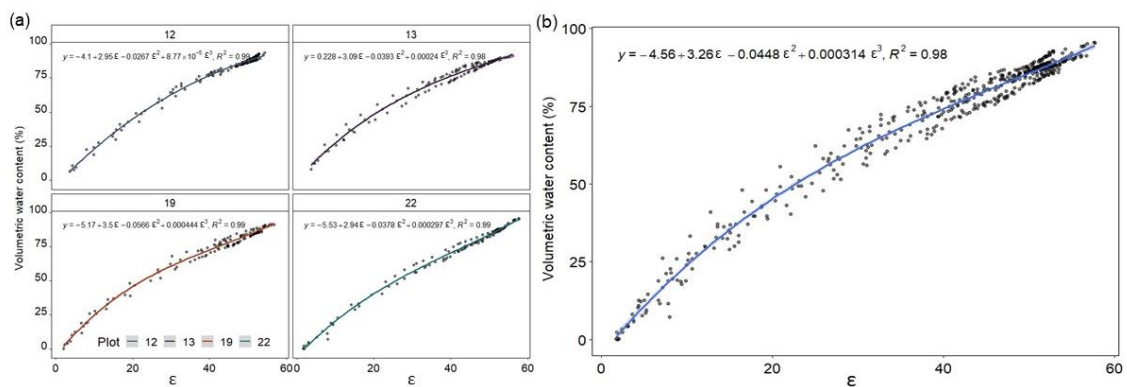 (a)
12
13
y = −4.1 + 2.95 ε − 0.0267 ε² + 8.77 × 10⁻⁵ ε³, R² = 0.99
y = 0.228 + 3.09 ε − 0.0393 ε² + 0.00024 ε³, R² = 0.98
100
75
50
25
0
19
22
y = −5.17 + 3.5 ε − 0.0566 ε² + 0.000444 ε³, R² = 0.99
y = −5.53 + 2.94 ε − 0.0378 ε² + 0.000297 ε³, R² = 0.99
100
75
50
25
0
Volumetric water content (%)
Plot 12 13 19 22
0 20 40 60 0 20 40 60
ε ε
(b)
y = −4.56 + 3.26 ε − 0.0448 ε² + 0.000314 ε³, R² = 0.98
100
75
50
25
0
Volumetric water content (%)
0 20 40 60
ε